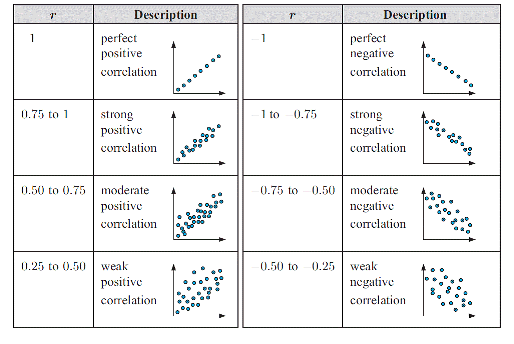 r Description r Description
1 perfect positive correlation −1 perfect negative correlation
0.75 to 1 strong positive correlation −1 to −0.75 strong negative correlation
0.50 to 0.75 moderate positive correlation −0.75 to −0.50 moderate negative correlation
0.25 to 0.50 weak positive correlation −0.50 to −0.25 weak negative correlation